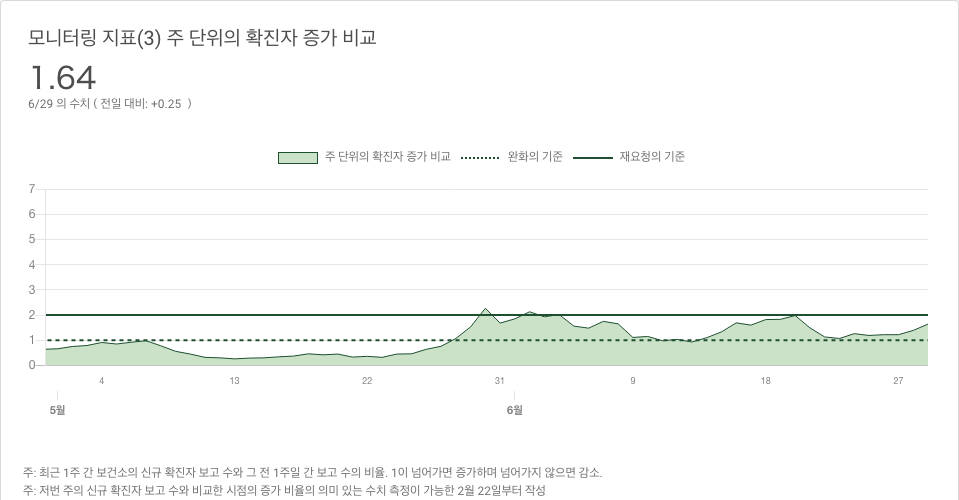 모니터링 지표(3) 주 단위의 확진자 증가 비교
1.64
6/29 의 수치 ( 전일 대비: +0.25 )
주 단위의 확진자 증가 비교 완화의 기준 재요청의 기준
7
6
5
4
3
2
1
0
4 13 22 31 9 18 27
5월 6월
주: 최근 1주 간 보건소의 신규 확진자 보고 수와 그 전 1주일 간 보고 수의 비율. 1이 넘어가면 증가하며 넘어가지 않으면 감소.
주: 저번 주의 신규 확진자 보고 수와 비교한 시점의 증가 비율의 의미 있는 수치 측정이 가능한 2월 22일부터 작성